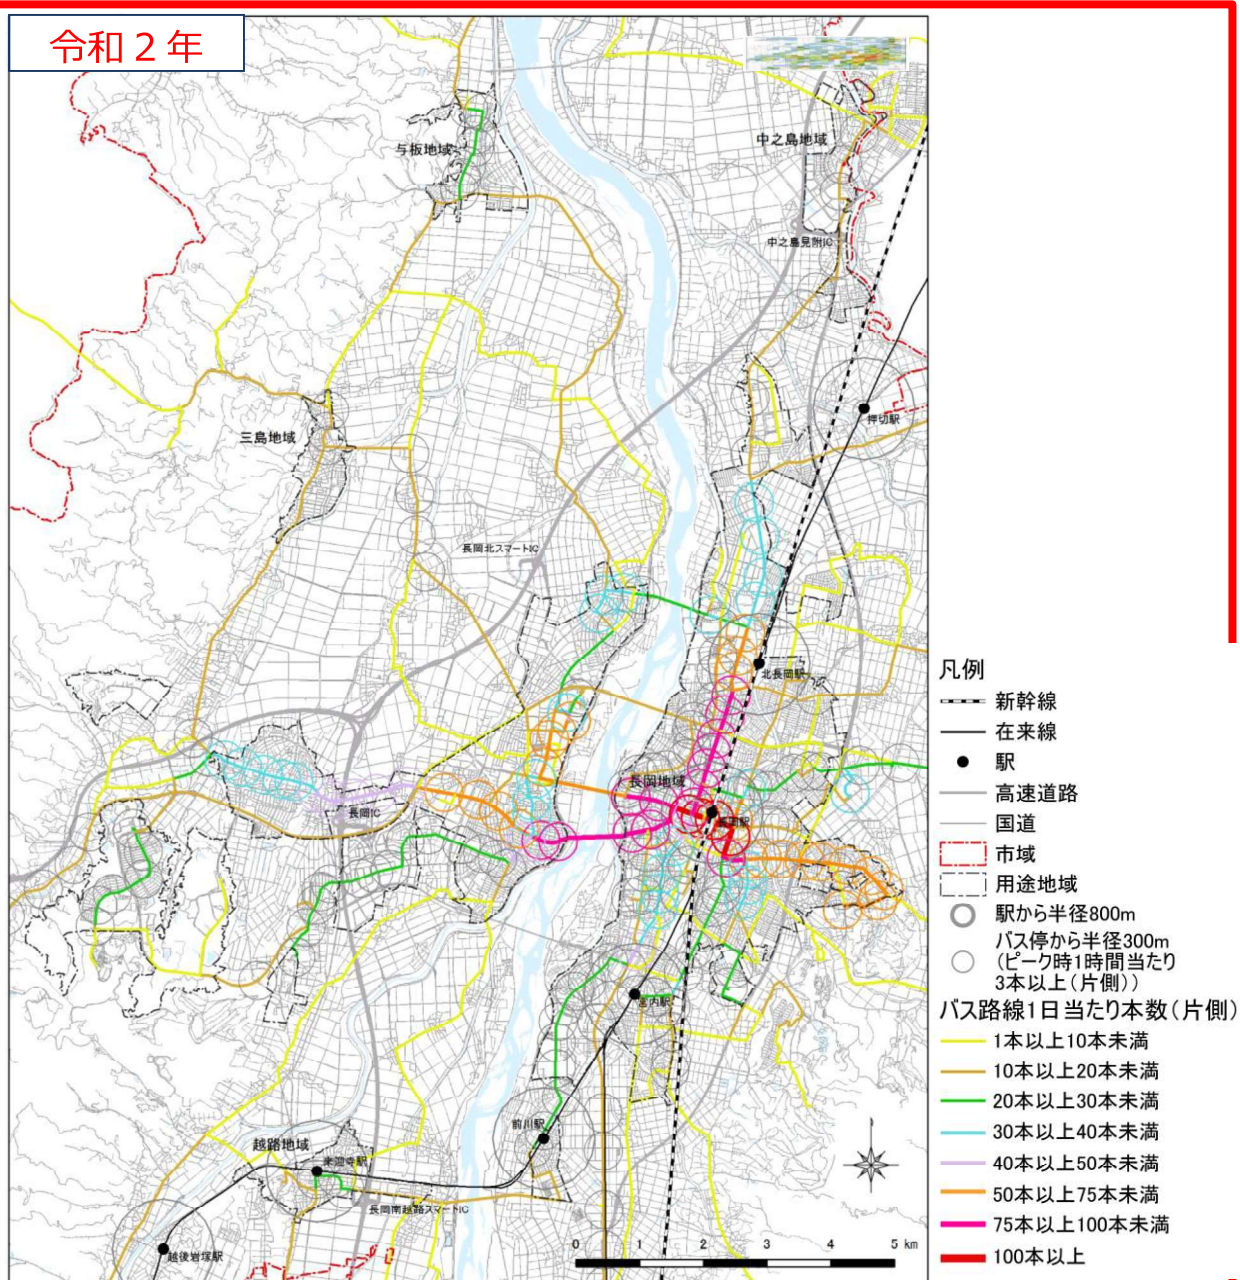 令和２年
与板地域
中之島地域
中之島見附IC
押切駅
三島地域
長岡北スマートIC
北長岡駅
長岡地域
長岡駅
長岡IC
宮内駅
前川駅
越路地域
来迎寺駅
長岡南越路スマートIC
越後岩塚駅
0 1 2 3 4 5 km
凡例
新幹線
在来線
駅
高速道路
国道
市域
用途地域
駅から半径800m
バス停から半径300m
(ピーク時1時間当たり
3本以上(片側))
バス路線1日当たり本数(片側)
1本以上10本未満
10本以上20本未満
20本以上30本未満
30本以上40本未満
40本以上50本未満
50本以上75本未満
75本以上100本未満
100本以上